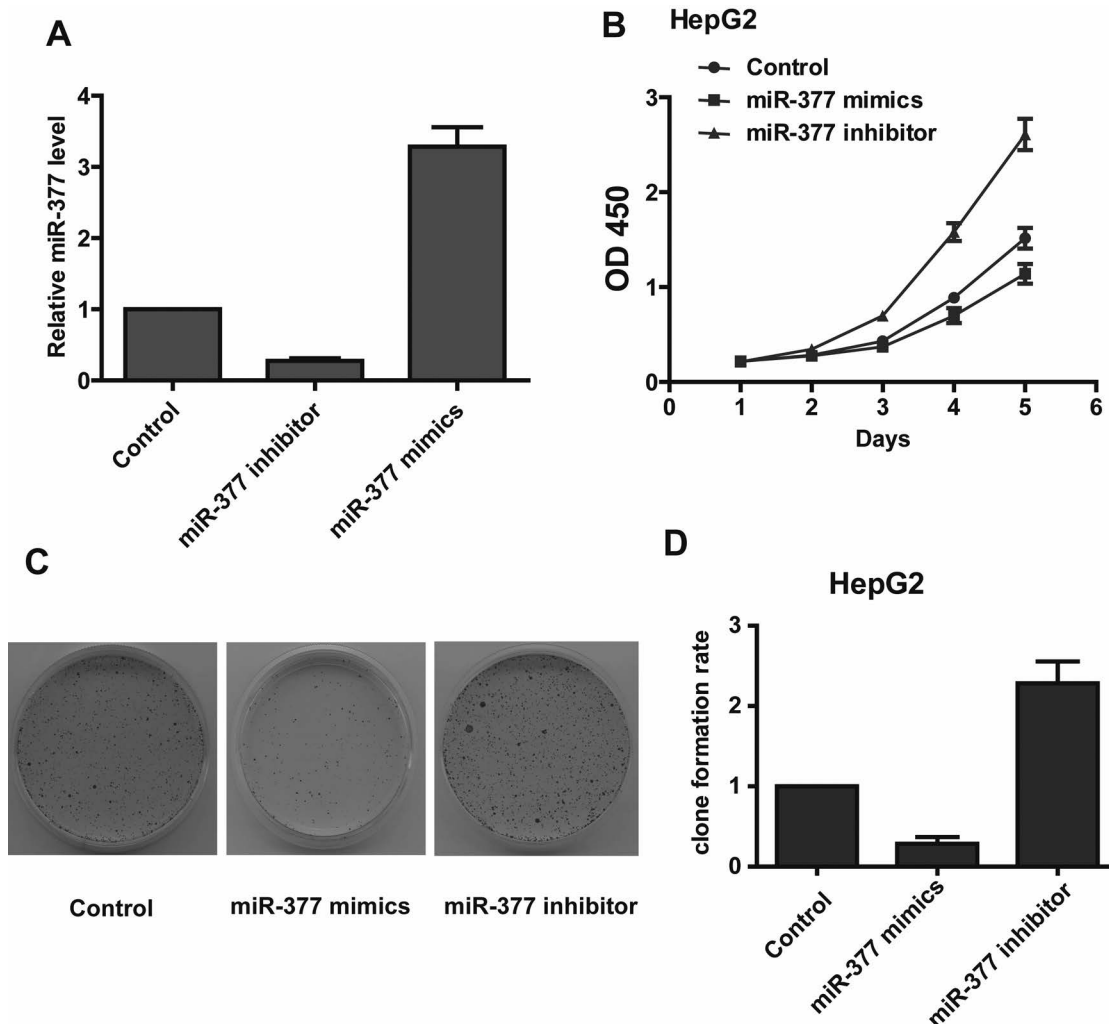 A
Relative miR-377 level
4
3
2
1
0
Control
miR-377 inhibitor
miR-377 mimics
B
HepG2
Control
miR-377 mimics
miR-377 inhibitor
OD 450
3
2
1
0
0 1 2 3 4 5 6
Days
C
Control
miR-377 mimics
miR-377 inhibitor
D
HepG2
clone formation rate
3
2
1
0
Control
miR-377 mimics
miR-377 inhibitor